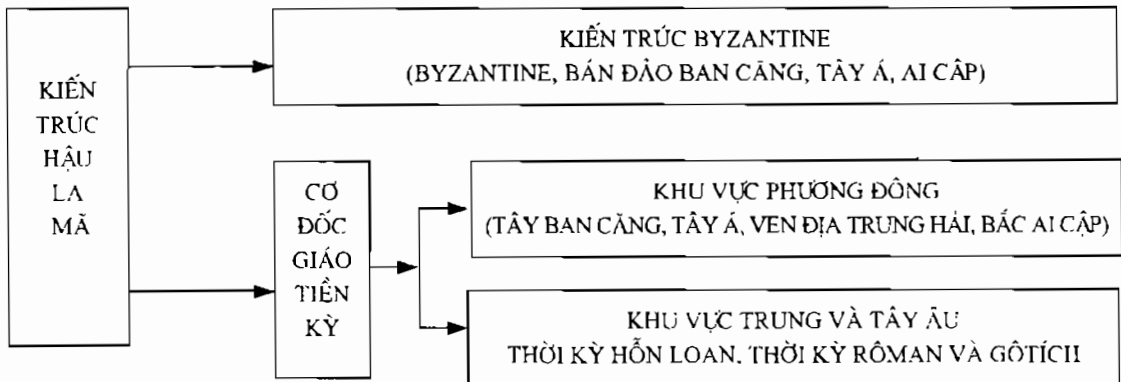 KIẾN
TRÚC
HẬU
LA
MÃ
KIẾN TRÚC BYZANTINE
(BYZANTINE, BÁN ĐẢO BAN CĂNG, TÂY Á, AI CẬP)
CƠ
ĐỐC
GIÁO
TIỀN
KỲ
KHU VỰC PHƯƠNG ĐÔNG
(TÂY BAN CĂNG, TÂY Á, VEN ĐỊA TRUNG HẢI, BẮC AI CẬP)
KHU VỰC TRUNG VÀ TÂY ÂU
THỜI KỲ HỖN LOAN, THỜI KỲ RÔMAN VÀ GÔTÍCH